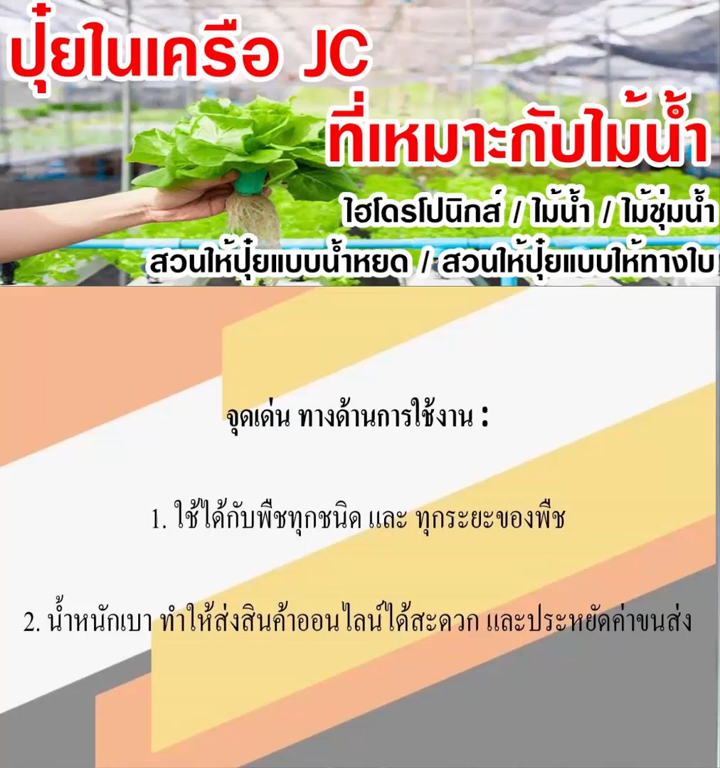 ปุ๋ยในเครือ JC
ที่เหมาะกับไม้น้ำ
ไฮโดรโปนิกส์ / ไม้น้ำ / ไม้ชุ่มน้ำ
สวนให้ปุ๋ยแบบน้ำหยด / สวนให้ปุ๋ยแบบให้ทางใบ
จุดเด่น ทางด้านการใช้งาน :
1. ใช้ได้กับพืชทุกชนิด และ ทุกระยะของพืช
2. น้ำหนักเบา ทำให้ส่งสินค้าออนไลน์ได้สะดวก และประหยัดค่าขนส่ง